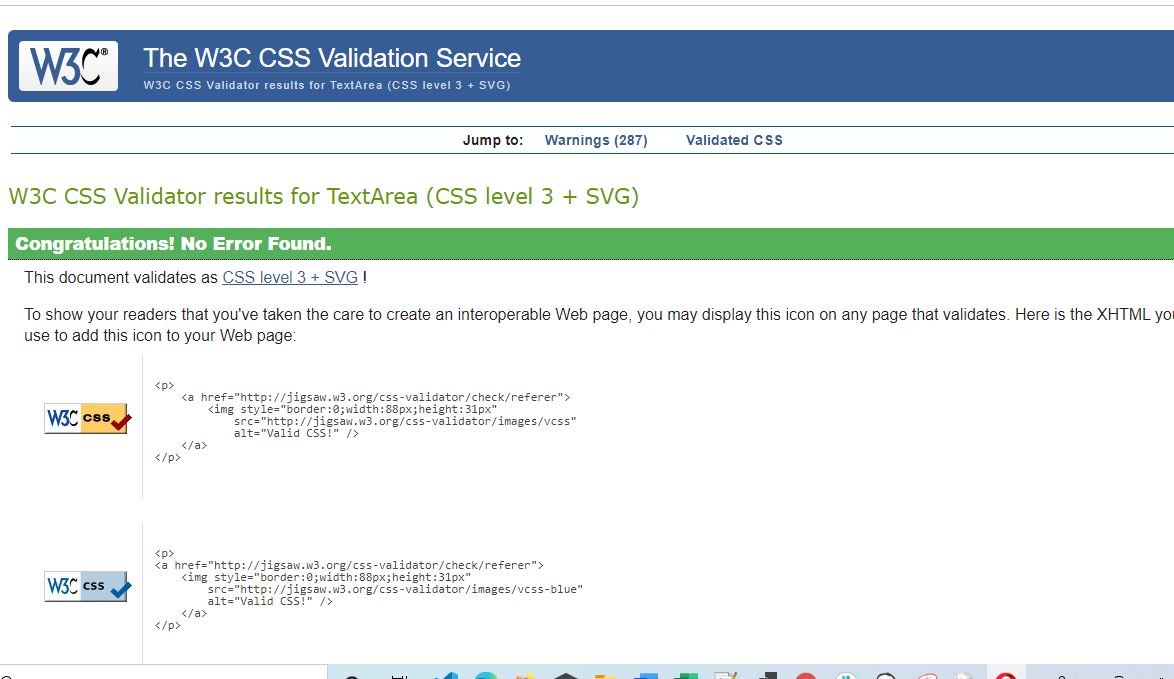 W3C®
The W3C CSS Validation Service
W3C CSS Validator results for TextArea (CSS level 3 + SVG)
Jump to: Warnings (287) Validated CSS
W3C CSS Validator results for TextArea (CSS level 3 + SVG)
Congratulations! No Error Found.
This document validates as CSS level 3 + SVG !
To show your readers that you've taken the care to create an interoperable Web page, you may display this icon on any page that validates. Here is the XHTML yo
use to add this icon to your Web page:
W3C css
<p>
<a href="http://jigsaw.w3.org/css-validator/check/referer">
<img style="border:0;width:88px;height:31px"
src="http://jigsaw.w3.org/css-validator/images/vcss"
alt="Valid CSS!" />
</a>
</p>
W3C css
<p>
<a href="http://jigsaw.w3.org/css-validator/check/referer">
<img style="border:0;width:88px;height:31px"
src="http://jigsaw.w3.org/css-validator/images/vcss-blue"
alt="Valid CSS!" />
</a>
</p>